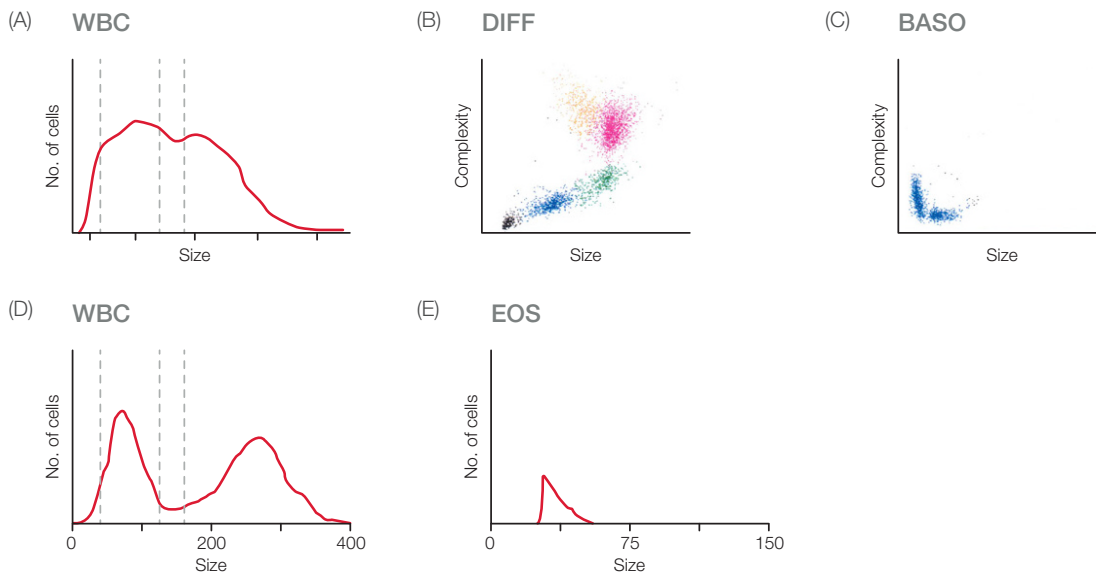 (A) WBC
No. of cells
Size
(B) DIFF
Complexity
Size
(C) BASO
Complexity
Size
(D) WBC
No. of cells
0 200 400
Size
(E) EOS
No. of cells
0 75 150
Size